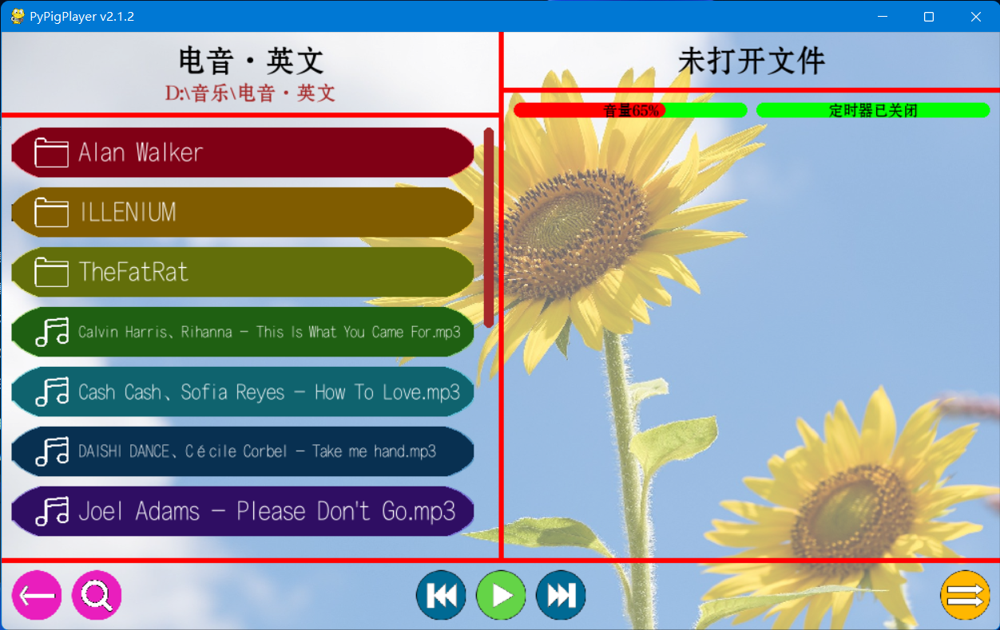 PyPigPlayer v2.1.2
电音·英文
D:\音乐\电音·英文
Alan Walker
ILLENIUM
TheFatRat
Calvin Harris、Rihanna - This Is What You Came For.mp3
Cash Cash、Sofia Reyes - How To Love.mp3
DAISHI DANCE、Cécile Corbel - Take me hand.mp3
Joel Adams - Please Don't Go.mp3
未打开文件
音量65%
定时器已关闭